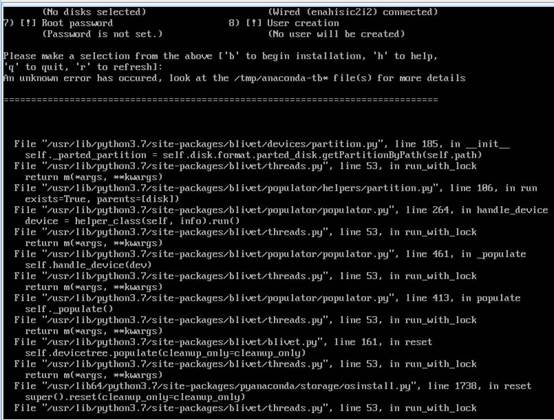 (No disks selected) (Wired (enahisic2i2) connected)
7) [!] Root password 8) [!] User creation
(Password is not set.) (No user will be created)
Please make a selection from the above ['b' to begin installation, 'h' to help,
'q' to quit, 'r' to refresh]:
An unknown error has occured, look at the /tmp/anaconda-tb* file(s) for more details
===============================================================================
File "/usr/lib/python3.7/site-packages/blivet/devices/partition.py", line 185, in __init__
self._parted_partition = self.disk.format.parted_disk.getPartitionByPath(self.path)
File "/usr/lib/python3.7/site-packages/blivet/threads.py", line 53, in run_with_lock
return m(*args, **kwargs)
File "/usr/lib/python3.7/site-packages/blivet/populator/helpers/partition.py", line 106, in run
exists=True, parents=[disk])
File "/usr/lib/python3.7/site-packages/blivet/populator/populator.py", line 264, in handle_device
device = helper_class(self, info).run()
File "/usr/lib/python3.7/site-packages/blivet/threads.py", line 53, in run_with_lock
return m(*args, **kwargs)
File "/usr/lib/python3.7/site-packages/blivet/populator/populator.py", line 461, in _populate
self.handle_device(dev)
File "/usr/lib/python3.7/site-packages/blivet/threads.py", line 53, in run_with_lock
return m(*args, **kwargs)
File "/usr/lib/python3.7/site-packages/blivet/populator/populator.py", line 413, in populate
self._populate()
File "/usr/lib/python3.7/site-packages/blivet/threads.py", line 53, in run_with_lock
return m(*args, **kwargs)
File "/usr/lib/python3.7/site-packages/blivet/blivet.py", line 161, in reset
self.devicetree.populate(cleanup_only=cleanup_only)
File "/usr/lib/python3.7/site-packages/blivet/threads.py", line 53, in run_with_lock
return m(*args, **kwargs)
File "/usr/lib64/python3.7/site-packages/pyanaconda/storage/osinstall.py", line 1738, in reset
super().reset(cleanup_only=cleanup_only)
File "/usr/lib/python3.7/site-packages/blivet/threads.py", line 53, in run_with_lock